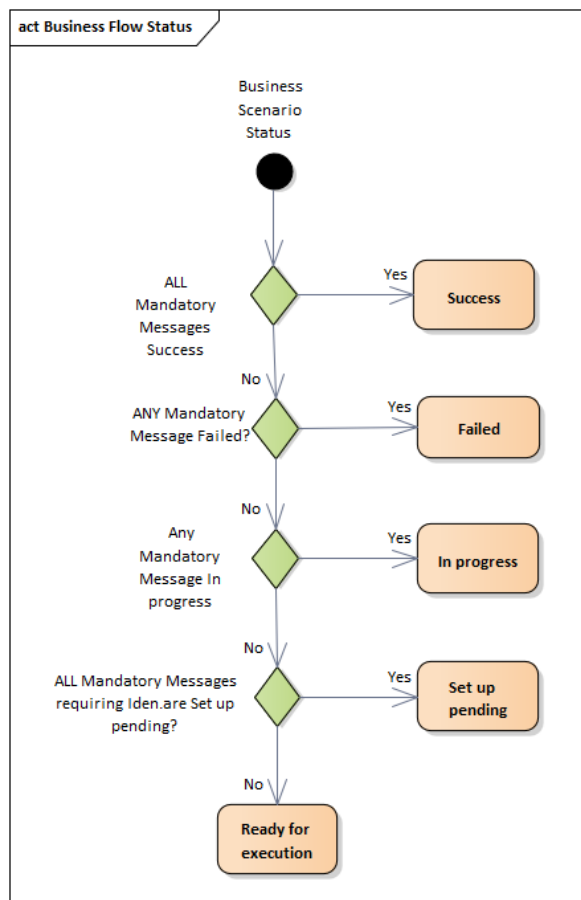 act Business Flow Status
Business
Scenario
Status
ALL
Mandatory
Messages
Success
Yes
Success
No
ANY Mandatory
Message Failed?
Yes
Failed
No
Any
Mandatory
Message In
progress
Yes
In progress
No
ALL Mandatory Messages
requiring Iden.are Set up
pending?
Yes
Set up
pending
No
Ready for
execution